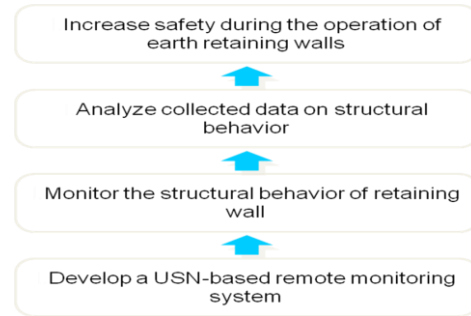 Increase safety during the operation of
earth retaining walls
Analyze collected data on structural
behavior
Monitor the structural behavior of retaining
wall
Develop a USN-based remote monitoring
system